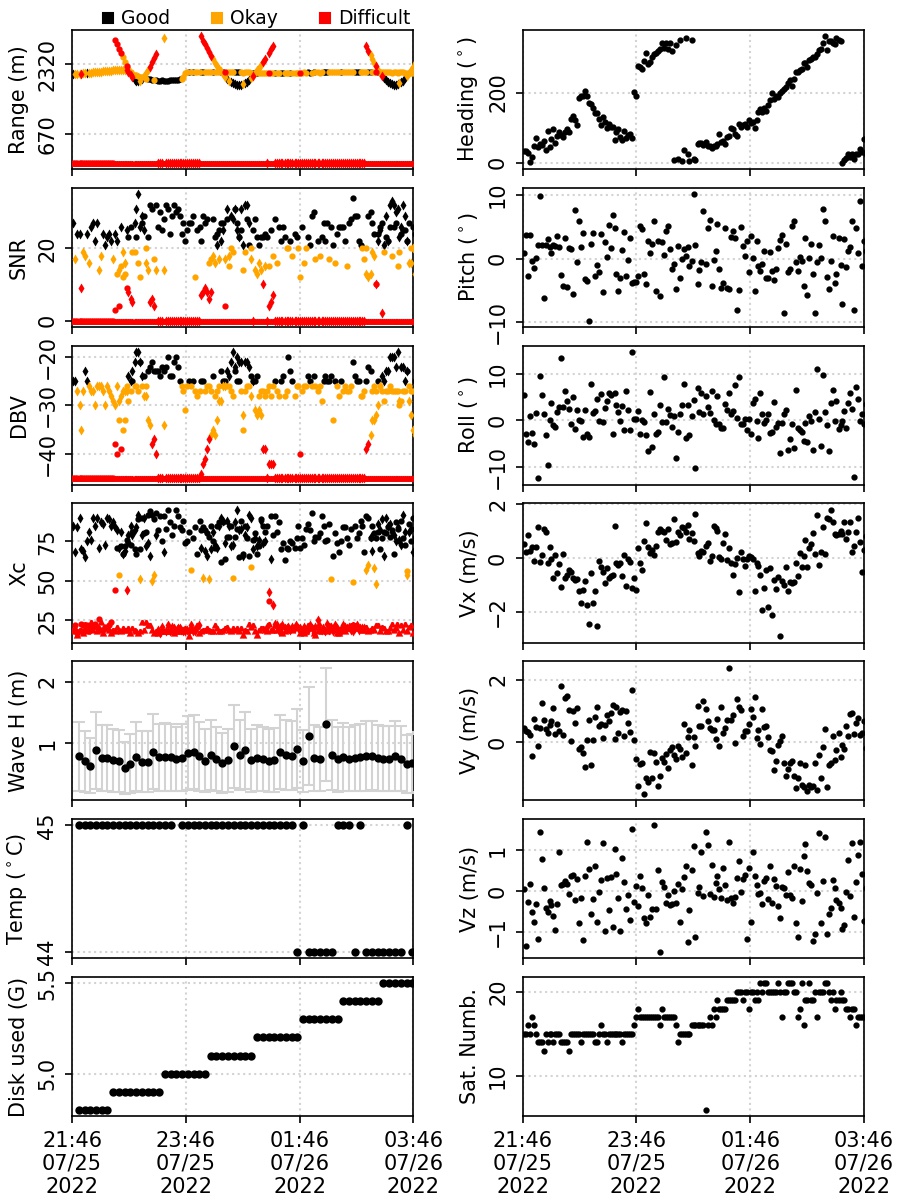 Good Okay Difficult
Range (m)
2330
670
Heading (°)
200
0
SNR
20
0
Pitch (°)
10
0
−10
DBV
−20
−30
−40
Roll (°)
10
0
−10
Xc
75
50
25
Vx (m/s)
2
0
−2
Wave H (m)
2
1
Vy (m/s)
2
0
Temp (°C)
45
44
Vz (m/s)
1
0
−1
Disk used (G)
5.5
5.0
Sat. Numb.
20
10
21:46 23:46 01:46 03:46
07/25 07/25 07/26 07/26
2022 2022 2022 2022
21:46 23:46 01:46 03:46
07/25 07/25 07/26 07/26
2022 2022 2022 2022